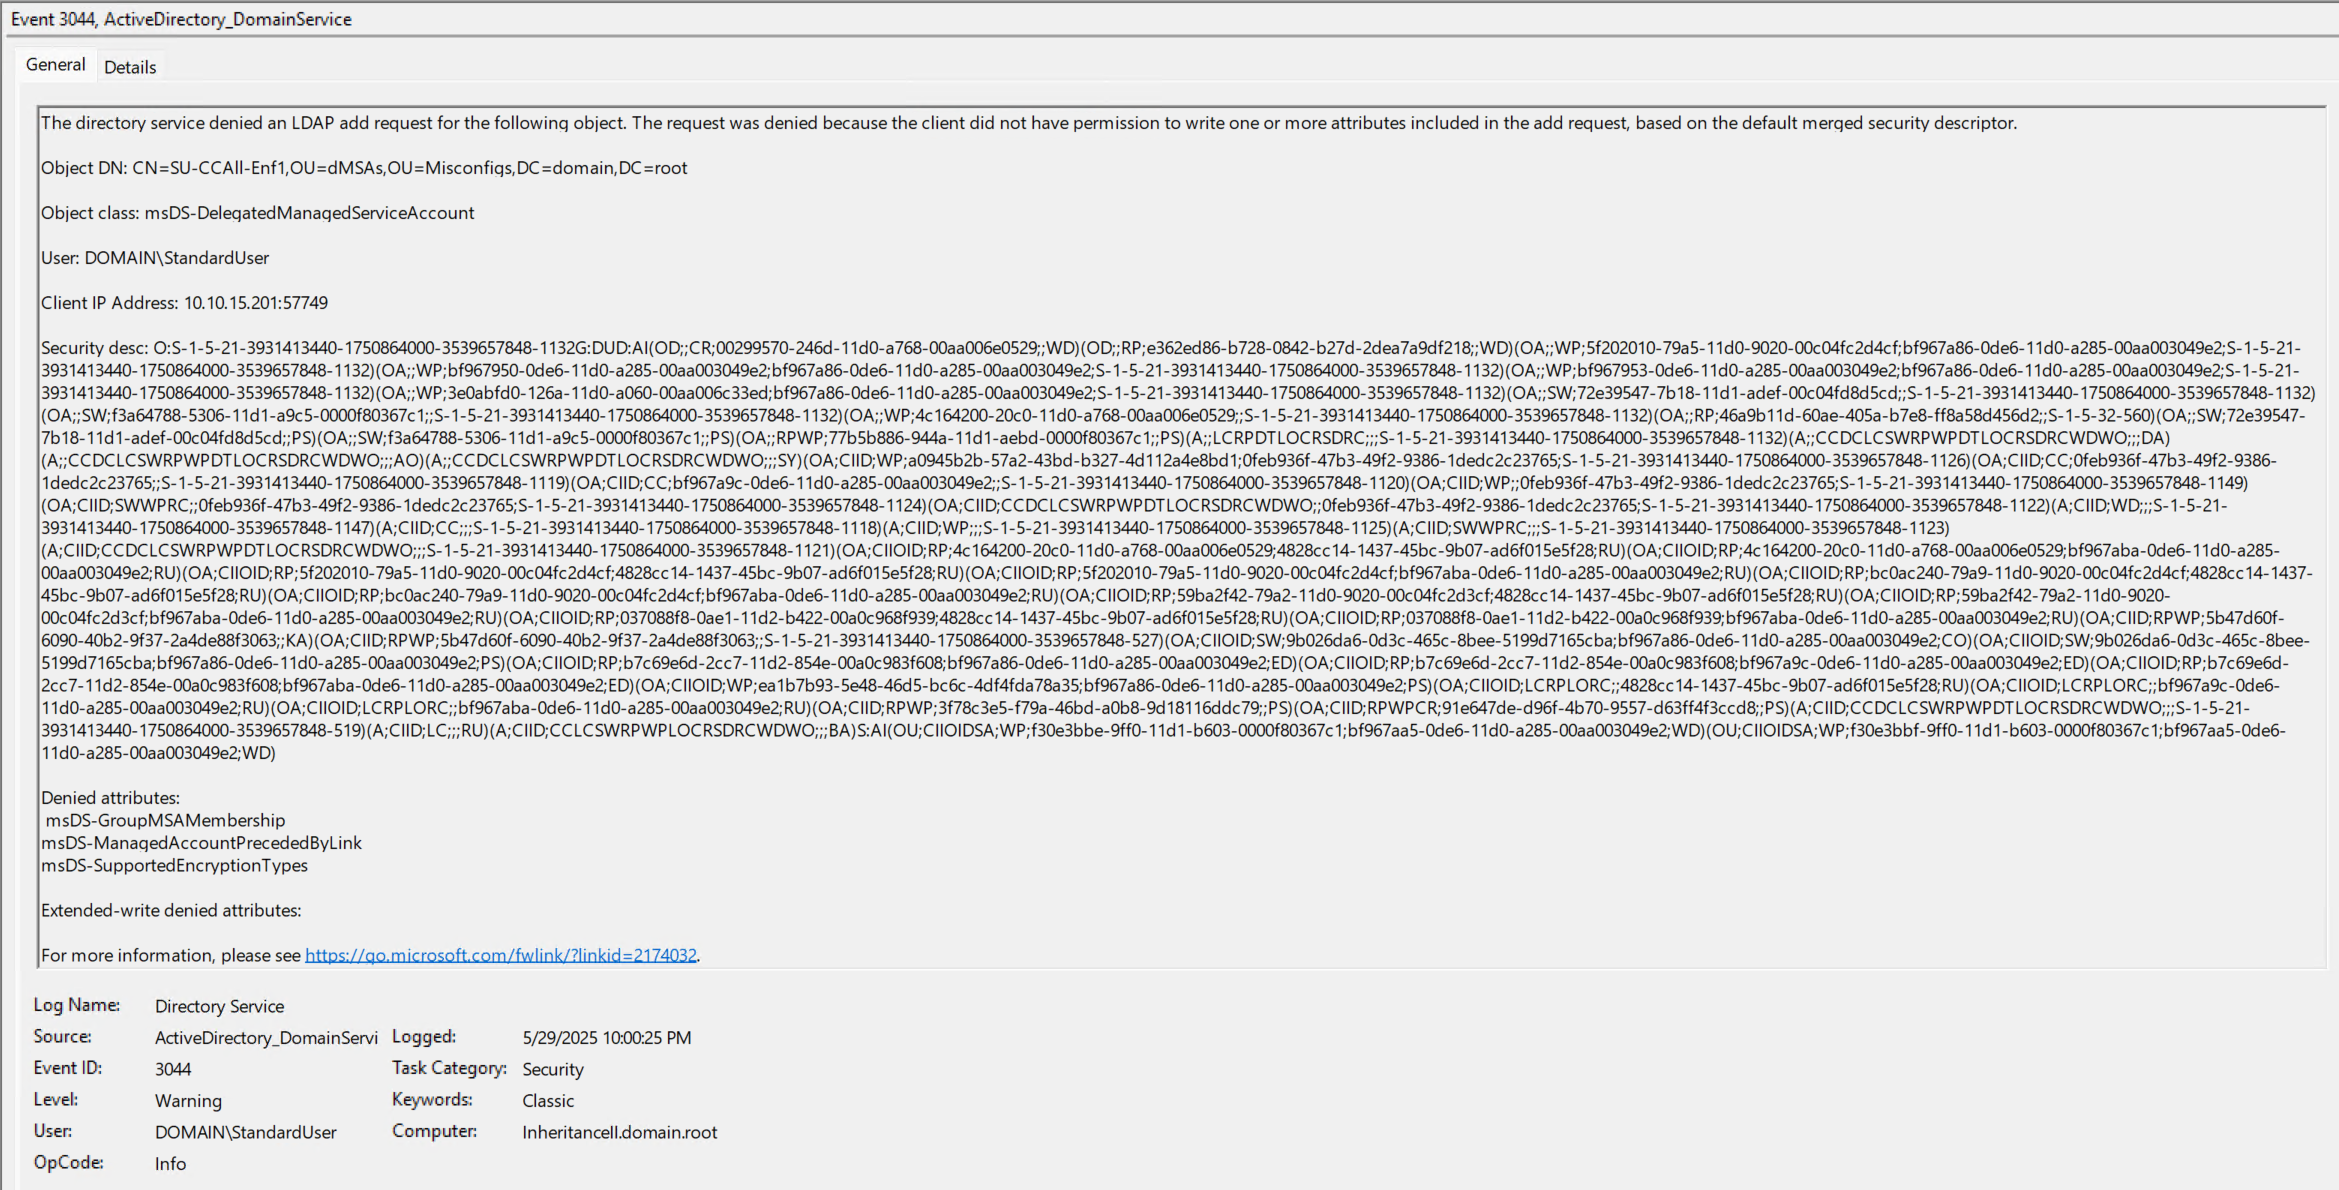 Event 3044, ActiveDirectory_DomainService
General
Details
The directory service denied an LDAP add request for the following object. The request was denied because the client did not have permission to write one or more attributes included in the add request, based on the default merged security descriptor.
Object DN: CN=SU-CCAll-Enf1,OU=dMSAs,OU=Misconfigs,DC=domain,DC=root
Object class: msDS-DelegatedManagedServiceAccount
User: DOMAIN\StandardUser
Client IP Address: 10.10.15.201:57749
Security desc: O:S-1-5-21-3931413440-1750864000-3539657848-1132G:DUD:AI(OD;;CR;00299570-246d-11d0-a768-00aa006e0529;;WD)(OD;;RP;e362ed86-b728-0842-b27d-2dea7a9df218;;WD)(OA;;WP;5f202010-79a5-11d0-9020-00c04fc2d4cf;bf967a86-0de6-11d0-a285-00aa003049e2;S-1-5-21-
3931413440-1750864000-3539657848-1132)(OA;;WP;bf967950-0de6-11d0-a285-00aa003049e2;bf967a86-0de6-11d0-a285-00aa003049e2;S-1-5-21-3931413440-1750864000-3539657848-1132)(OA;;WP;bf967953-0de6-11d0-a285-00aa003049e2;bf967a86-0de6-11d0-a285-00aa003049e2;S-1-5-21-
3931413440-1750864000-3539657848-1132)(OA;;WP;3e0abfd0-126a-11d0-a060-00aa006c33ed;bf967a86-0de6-11d0-a285-00aa003049e2;S-1-5-21-3931413440-1750864000-3539657848-1132)(OA;;SW;72e39547-7b18-11d1-adef-00c04fd8d5cd;;S-1-5-21-3931413440-1750864000-3539657848-1132)
(OA;;SW;f3a64788-5306-11d1-a9c5-0000f80367c1;;S-1-5-21-3931413440-1750864000-3539657848-1132)(OA;;WP;4c164200-20c0-11d0-a768-00aa006e0529;;S-1-5-21-3931413440-1750864000-3539657848-1132)(OA;;RP;46a9b11d-60ae-405a-b7e8-ff8a58d456d2;;S-1-5-32-560)(OA;;SW;72e39547-
7b18-11d1-adef-00c04fd8d5cd;;PS)(OA;;SW;f3a64788-5306-11d1-a9c5-0000f80367c1;;PS)(OA;;RPWP;77b5b886-944a-11d1-aebd-0000f80367c1;;PS)(A;;LCRPDTLOCRSDRC;;;S-1-5-21-3931413440-1750864000-3539657848-1132)(A;;CCDCLCSWRPWPDTLOCRSDRCWDWO;;;DA)
(A;;CCDCLCSWRPWPDTLOCRSDRCWDWO;;;AO)(A;;CCDCLCSWRPWPDTLOCRSDRCWDWO;;;SY)(OA;CIID;WP;a0945b2b-57a2-43bd-b327-4d112a4e8bd1;0feb936f-47b3-49f2-9386-1dedc2c23765;S-1-5-21-3931413440-1750864000-3539657848-1126)(OA;CIID;CC;0feb936f-47b3-49f2-9386-
1dedc2c23765;;S-1-5-21-3931413440-1750864000-3539657848-1119)(OA;CIID;CC;bf967a9c-0de6-11d0-a285-00aa003049e2;;S-1-5-21-3931413440-1750864000-3539657848-1120)(OA;CIID;WP;;0feb936f-47b3-49f2-9386-1dedc2c23765;S-1-5-21-3931413440-1750864000-3539657848-1149)
(OA;CIID;SWWPRC;;0feb936f-47b3-49f2-9386-1dedc2c23765;S-1-5-21-3931413440-1750864000-3539657848-1124)(OA;CIID;CCDCLCSWRPWPDTLOCRSDRCWDWO;;0feb936f-47b3-49f2-9386-1dedc2c23765;S-1-5-21-3931413440-1750864000-3539657848-1122)(A;CIID;WD;;;S-1-5-21-
3931413440-1750864000-3539657848-1147)(A;CIID;CC;;;S-1-5-21-3931413440-1750864000-3539657848-1118)(A;CIID;WP;;;S-1-5-21-3931413440-1750864000-3539657848-1125)(A;CIID;SWWPRC;;;S-1-5-21-3931413440-1750864000-3539657848-1123)
(A;CIID;CCDCLCSWRPWPDTLOCRSDRCWDWO;;;S-1-5-21-3931413440-1750864000-3539657848-1121)(OA;CIIOID;RP;4c164200-20c0-11d0-a768-00aa006e0529;4828cc14-1437-45bc-9b07-ad6f015e5f28;RU)(OA;CIIOID;RP;4c164200-20c0-11d0-a768-00aa006e0529;bf967aba-0de6-11d0-a285-
00aa003049e2;RU)(OA;CIIOID;RP;5f202010-79a5-11d0-9020-00c04fc2d4cf;4828cc14-1437-45bc-9b07-ad6f015e5f28;RU)(OA;CIIOID;RP;5f202010-79a5-11d0-9020-00c04fc2d4cf;bf967aba-0de6-11d0-a285-00aa003049e2;RU)(OA;CIIOID;RP;bc0ac240-79a9-11d0-9020-00c04fc2d4cf;4828cc14-1437-
45bc-9b07-ad6f015e5f28;RU)(OA;CIIOID;RP;bc0ac240-79a9-11d0-9020-00c04fc2d4cf;bf967aba-0de6-11d0-a285-00aa003049e2;RU)(OA;CIIOID;RP;59ba2f42-79a2-11d0-9020-00c04fc2d3cf;4828cc14-1437-45bc-9b07-ad6f015e5f28;RU)(OA;CIIOID;RP;59ba2f42-79a2-11d0-9020-
00c04fc2d3cf;bf967aba-0de6-11d0-a285-00aa003049e2;RU)(OA;CIIOID;RP;037088f8-0ae1-11d2-b422-00a0c968f939;4828cc14-1437-45bc-9b07-ad6f015e5f28;RU)(OA;CIIOID;RP;037088f8-0ae1-11d2-b422-00a0c968f939;bf967aba-0de6-11d0-a285-00aa003049e2;RU)(OA;CIID;RPWP;5b47d60f-
6090-40b2-9f37-2a4de88f3063;;KA)(OA;CIID;RPWP;5b47d60f-6090-40b2-9f37-2a4de88f3063;;S-1-5-21-3931413440-1750864000-3539657848-527)(OA;CIIOID;SW;9b026da6-0d3c-465c-8bee-5199d7165cba;bf967a86-0de6-11d0-a285-00aa003049e2;CO)(OA;CIIOID;SW;9b026da6-0d3c-465c-8bee-
5199d7165cba;bf967a86-0de6-11d0-a285-00aa003049e2;PS)(OA;CIIOID;RP;b7c69e6d-2cc7-11d2-854e-00a0c983f608;bf967a86-0de6-11d0-a285-00aa003049e2;ED)(OA;CIIOID;RP;b7c69e6d-2cc7-11d2-854e-00a0c983f608;bf967a9c-0de6-11d0-a285-00aa003049e2;ED)(OA;CIIOID;RP;b7c69e6d-
2cc7-11d2-854e-00a0c983f608;bf967aba-0de6-11d0-a285-00aa003049e2;ED)(OA;CIIOID;WP;ea1b7b93-5e48-46d5-bc6c-4df4fda78a35;bf967a86-0de6-11d0-a285-00aa003049e2;PS)(OA;CIIOID;LCRPLORC;;4828cc14-1437-45bc-9b07-ad6f015e5f28;RU)(OA;CIIOID;LCRPLORC;;bf967a9c-0de6-
11d0-a285-00aa003049e2;RU)(OA;CIIOID;LCRPLORC;;bf967aba-0de6-11d0-a285-00aa003049e2;RU)(OA;CIID;RPWP;3f78c3e5-f79a-46bd-a0b8-9d18116ddc79;;PS)(OA;CIID;RPWPCR;91e647de-d96f-4b70-9557-d63ff4f3ccd8;;PS)(A;CIID;CCDCLCSWRPWPDTLOCRSDRCWDWO;;;S-1-5-21-
3931413440-1750864000-3539657848-519)(A;CIID;LC;;;RU)(A;CIID;CCLCSWRPWPLOCRSDRCWDWO;;;BA)S:AI(OU;CIIOIDSA;WP;f30e3bbe-9ff0-11d1-b603-0000f80367c1;bf967aa5-0de6-11d0-a285-00aa003049e2;WD)(OU;CIIOIDSA;WP;f30e3bbf-9ff0-11d1-b603-0000f80367c1;bf967aa5-0de6-
11d0-a285-00aa003049e2;WD)
Denied attributes:
msDS-GroupMSAMembership
msDS-ManagedAccountPrecededByLink
msDS-SupportedEncryptionTypes
Extended-write denied attributes:
For more information, please see https://go.microsoft.com/fwlink/?linkid=2174032.
Log Name: Directory Service
Source: ActiveDirectory_DomainServi Logged: 5/29/2025 10:00:25 PM
Event ID: 3044 Task Category: Security
Level: Warning Keywords: Classic
User: DOMAIN\StandardUser Computer: Inheritancell.domain.root
OpCode: Info